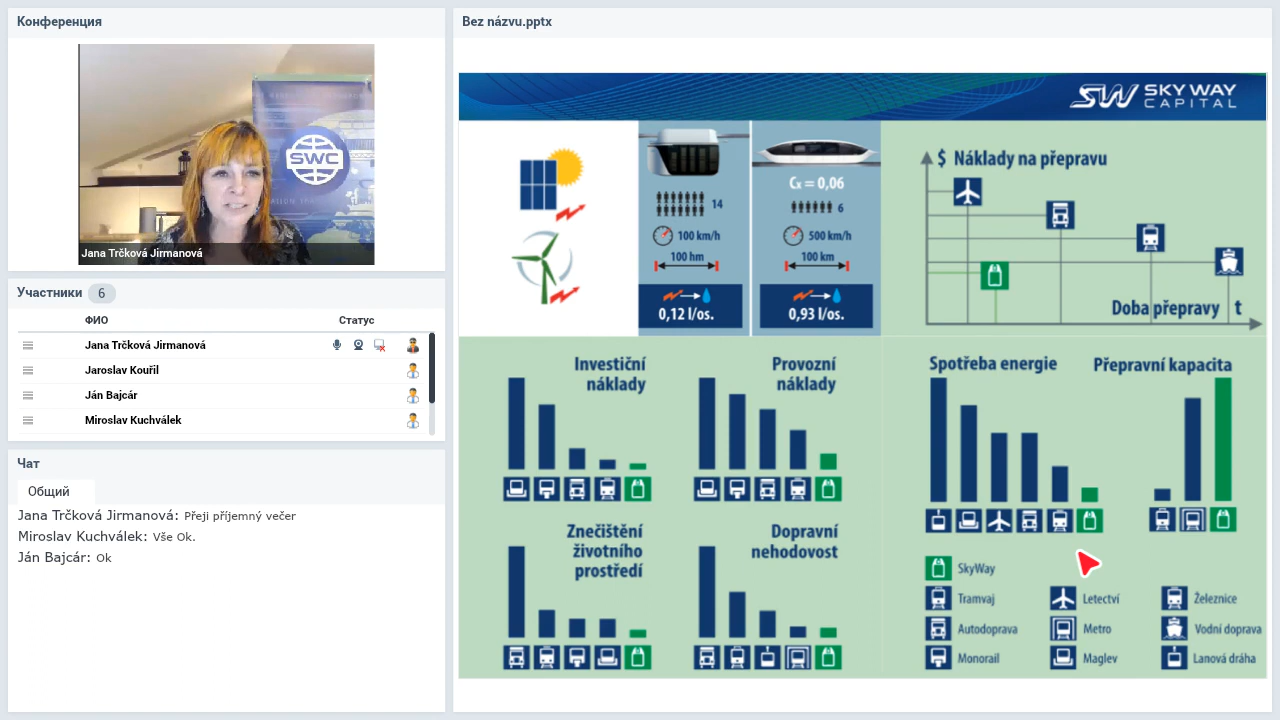 Конференция
SWC
Jana Trčková Jirmanová
Участники 6
ФИО Статус
Jana Trčková Jirmanová
Jaroslav Kouřil
Ján Bajcár
Miroslav Kuchválek
Чат
Общий
Jana Trčková Jirmanová: Přeji příjemný večer
Miroslav Kuchválek: Vše Ok.
Ján Bajcár: Ok
Bez názvu.pptx
SW SKY WAY
CAPITAL
14
100 km/h
100 hm
0,12 l/os.
Cx = 0,06
6
500 km/h
100 km
0,93 l/os.
$ Náklady na přepravu
Doba přepravy t
Investiční
náklady
Provozní
náklady
Spotřeba energie
Přepravní kapacita
Znečištění
životního
prostředí
Dopravní
nehodovost
SkyWay
Tramvaj
Letectví
Železnice
Autodoprava
Metro
Vodní doprava
Monorail
Maglev
Lanová dráha